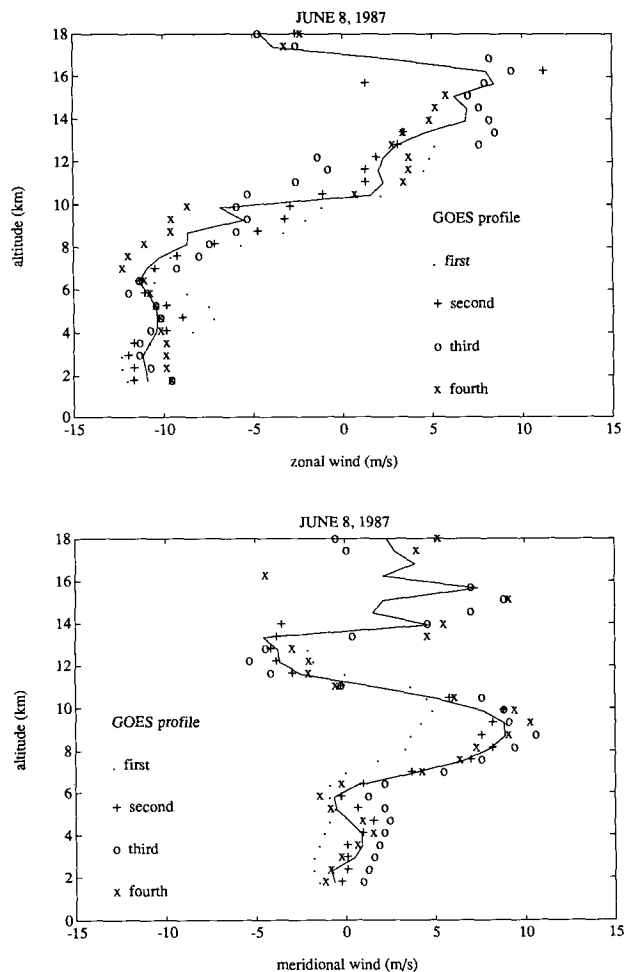 JUNE 8, 1987
18
16
14
12
10
8
6
4
2
0
altitude (km)
-15
-10
-5
0
5
10
15
zonal wind (m/s)
GOES profile
. first
+ second
o third
x fourth
JUNE 8, 1987
18
16
14
12
10
8
6
4
2
0
altitude (km)
-15
-10
-5
0
5
10
15
meridional wind (m/s)
GOES profile
. first
+ second
o third
x fourth